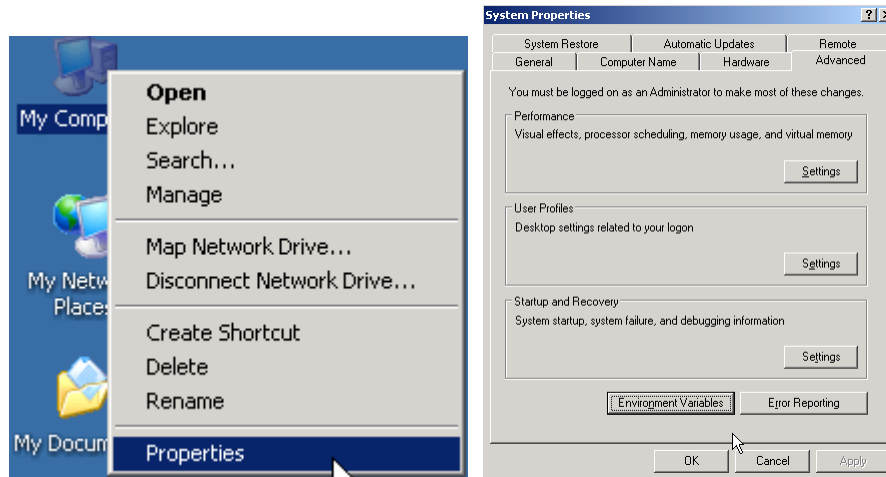 My Comp
Open
Explore
Search...
Manage
Map Network Drive...
My Netw
Disconnect Network Drive...
Place
Create Shortcut
Delete
Rename
My Docum
Properties
System Properties
System Restore Automatic Updates Remote
General Computer Name Hardware Advanced
You must be logged on as an Administrator to make most of these changes.
Performance
Visual effects, processor scheduling, memory usage, and virtual memory
Settings
User Profiles
Desktop settings related to your logon
Settings
Startup and Recovery
System startup, system failure, and debugging information
Settings
Environment Variables Error Reporting
OK Cancel Apply